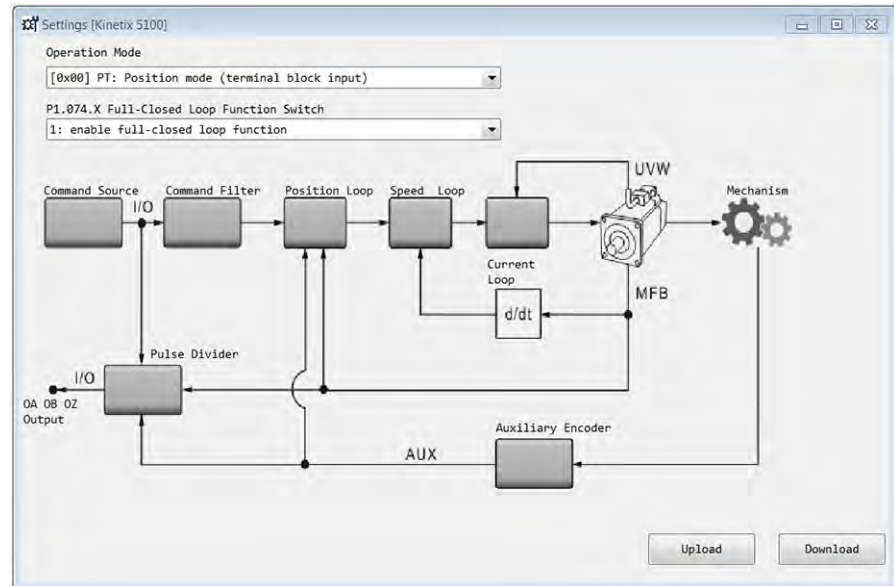 Settings [Kinetix 5100]
Operation Mode
[0x00] PT: Position mode (terminal block input)
P1.074.X Full-Closed Loop Function Switch
1: enable full-closed loop function
UVW
Command Source
Command Filter
Position Loop
Speed Loop
Mechanism
I/O
Current
Loop
MFB
d/dt
Pulse Divider
I/O
OA OB OZ
Output
Auxiliary Encoder
AUX
Upload
Download